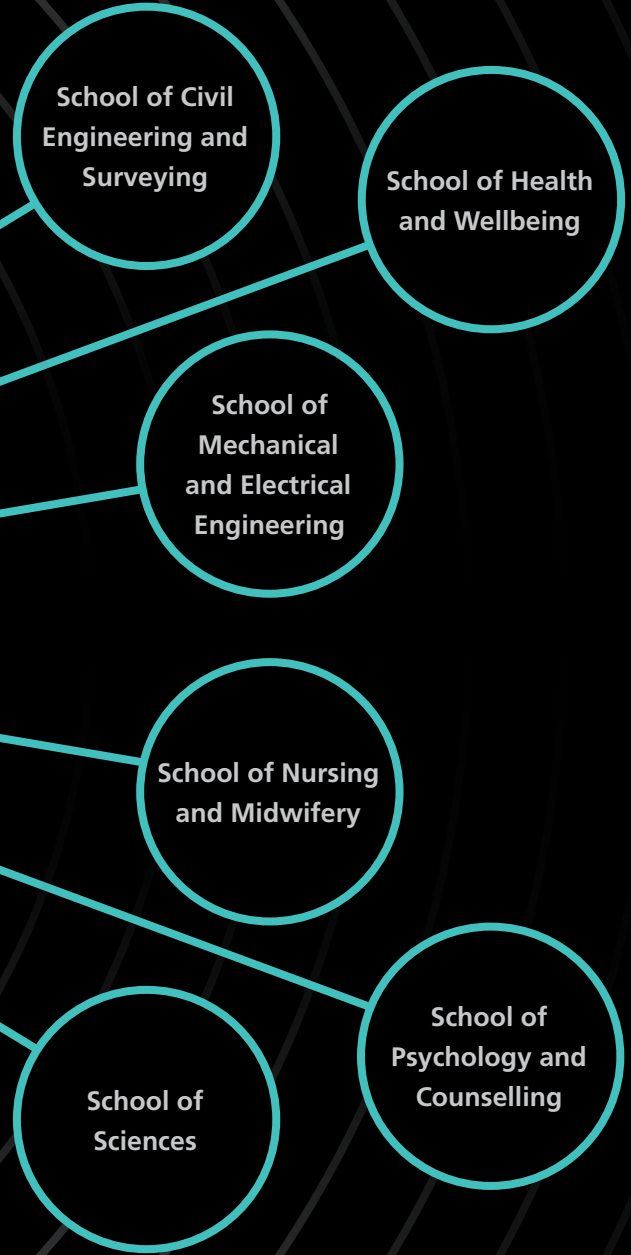 School of Civil
Engineering and
Surveying
School of Health
and Wellbeing
School of
Mechanical
and Electrical
Engineering
School of Nursing
and Midwifery
School of
Psychology and
Counselling
School of
Sciences